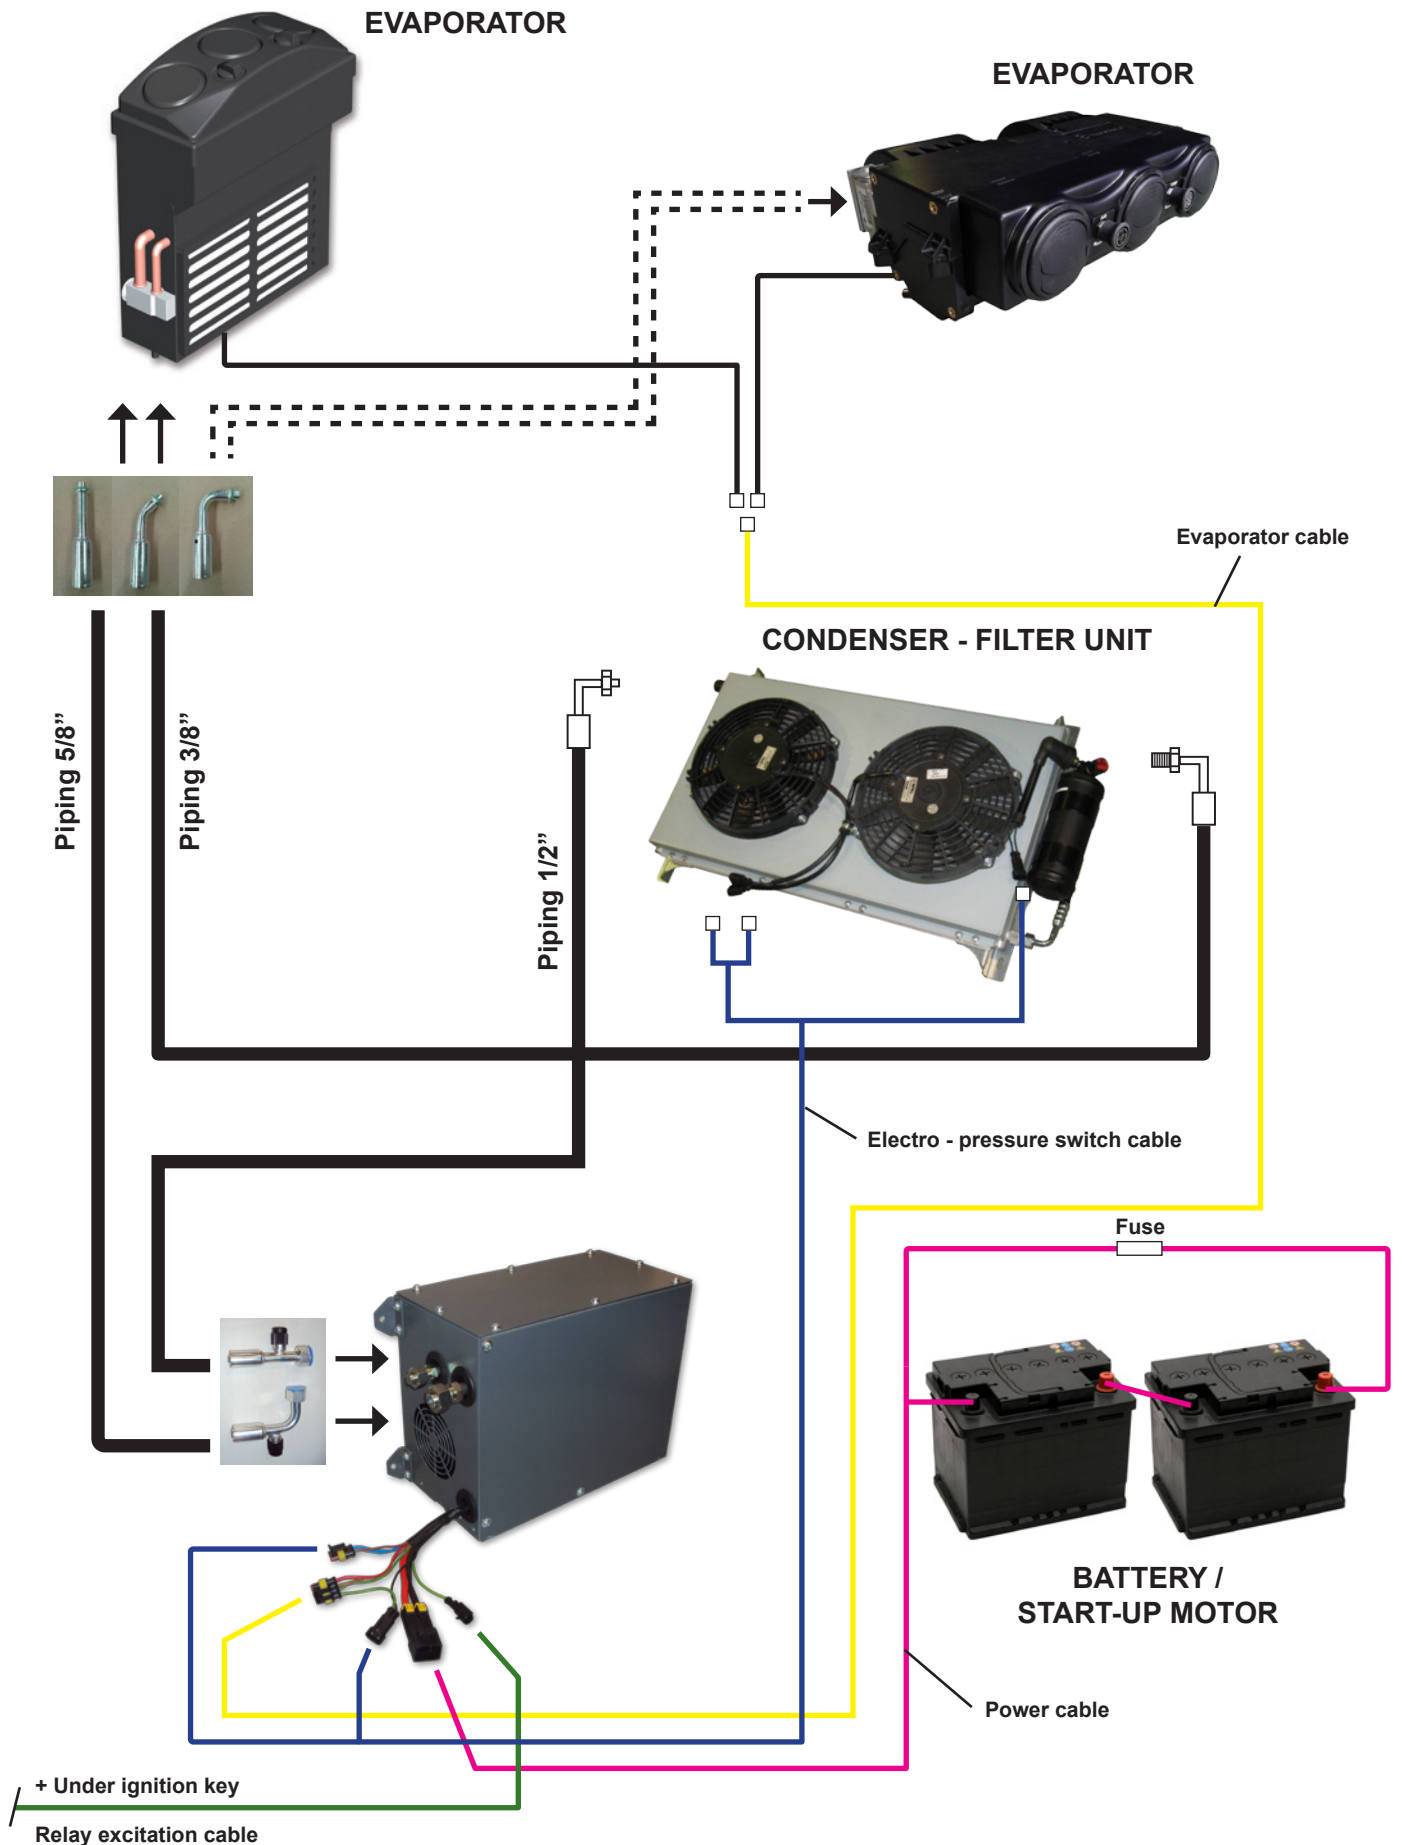 EVAPORATOR
EVAPORATOR
Evaporator cable
CONDENSER - FILTER UNIT
Piping 5/8”
Piping 3/8”
Piping 1/2”
Electro - pressure switch cable
Fuse
BATTERY /
START-UP MOTOR
Power cable
+ Under ignition key
Relay excitation cable